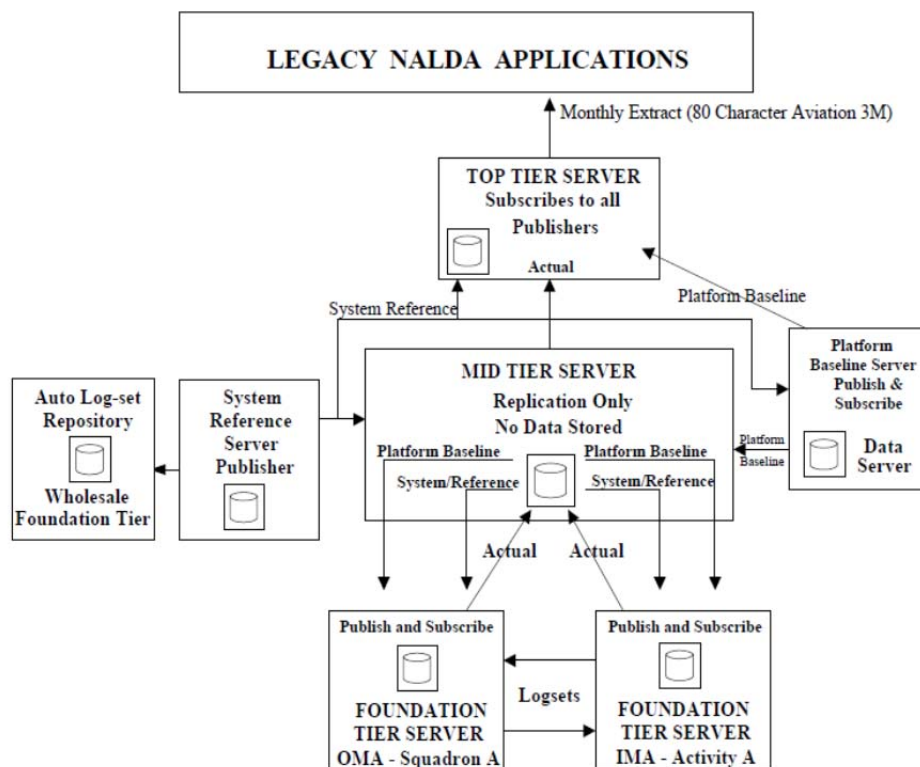 LEGACY NALDA APPLICATIONS
Monthly Extract (80 Character Aviation 3M)
TOP TIER SERVER
Subscribes to all
Publishers
Actual
System Reference
Platform Baseline
MID TIER SERVER
Replication Only
No Data Stored
Platform Baseline
Platform Baseline
System/Reference
System/Reference
Platform
Baseline Server
Publish &
Subscribe
Data
Server
Platform
Baseline
Auto Log-set
Repository
Wholesale
Foundation Tier
System
Reference
Server
Publisher
Actual
Actual
Publish and Subscribe
FOUNDATION
TIER SERVER
OMA - Squadron A
Logsets
Publish and Subscribe
FOUNDATION
TIER SERVER
IMA - Activity A